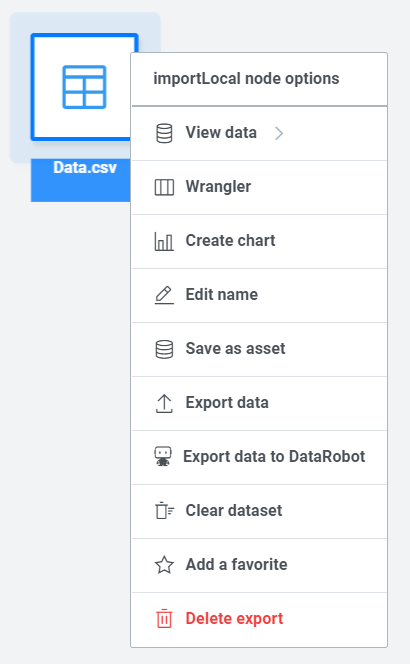 Data.csv
importLocal node options
View data
Wrangler
Create chart
Edit name
Save as asset
Export data
Export data to DataRobot
Clear dataset
Add a favorite
Delete export